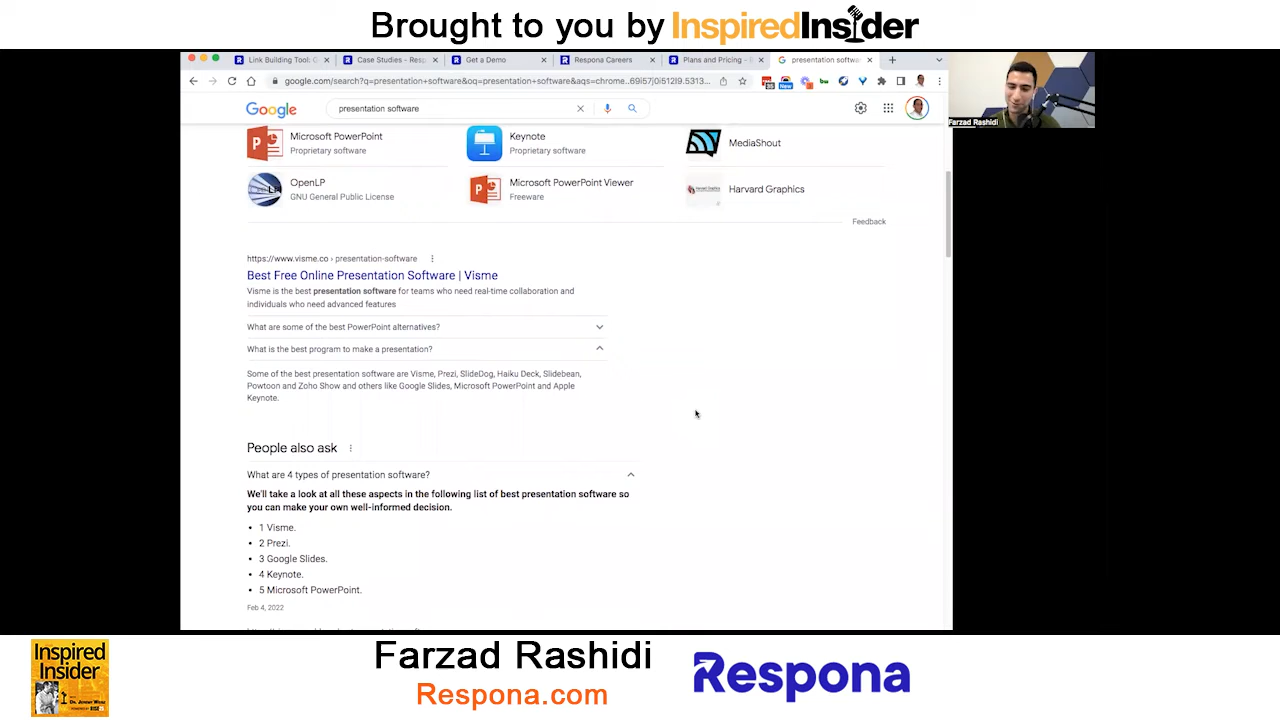 Brought to you by InspiredInsider
Link Building Tool: C
Case Studies - Resp
Get a Demo
Respona Careers
Plans and Pricing - E
presentation softwa
google.com/search?q=presentation+software&oq=presentation+software&aqs=chrome..69i57j0i512l9.5313...
New
Google
presentation software
Farzad Rashidi
Microsoft PowerPoint
Proprietary software
Keynote
Proprietary software
MediaShout
OpenLP
GNU General Public License
Microsoft PowerPoint Viewer
Freeware
Harvard Graphics
Feedback
https://www.visme.co › presentation-software
Best Free Online Presentation Software | Visme
Visme is the best presentation software for teams who need real-time collaboration and
individuals who need advanced features
What are some of the best PowerPoint alternatives?
What is the best program to make a presentation?
Some of the best presentation software are Visme, Prezi, SlideDog, Haiku Deck, Slidebean,
Powtoon and Zoho Show and others like Google Slides, Microsoft PowerPoint and Apple
Keynote.
People also ask
What are 4 types of presentation software?
We'll take a look at all these aspects in the following list of best presentation software so
you can make your own well-informed decision.
• 1 Visme.
• 2 Prezi.
• 3 Google Slides.
• 4 Keynote.
• 5 Microsoft PowerPoint.
Feb 4, 2022
Inspired
Insider
Farzad Rashidi
Respona.com
Respona